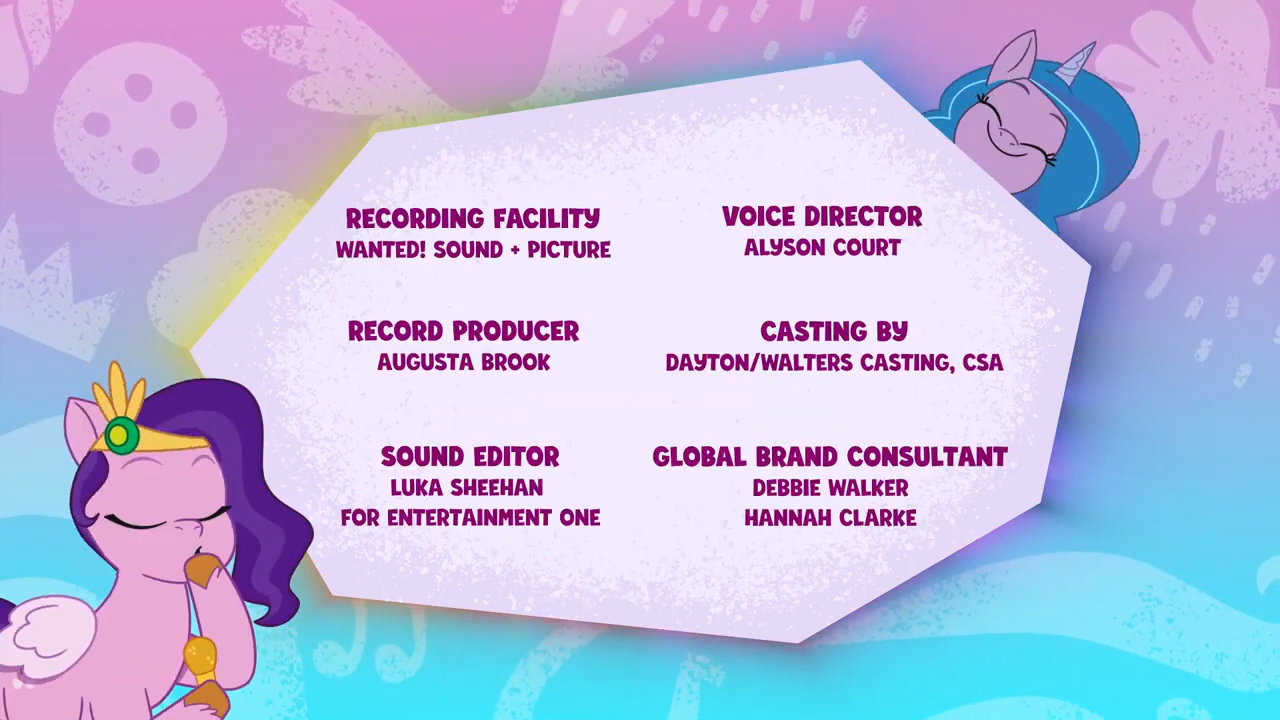 RECORDING FACILITY
WANTED! SOUND + PICTURE
VOICE DIRECTOR
ALYSON COURT
RECORD PRODUCER
AUGUSTA BROOK
CASTING BY
DAYTON/WALTERS CASTING, CSA
SOUND EDITOR
LUKA SHEEHAN
FOR ENTERTAINMENT ONE
GLOBAL BRAND CONSULTANT
DEBBIE WALKER
HANNAH CLARKE